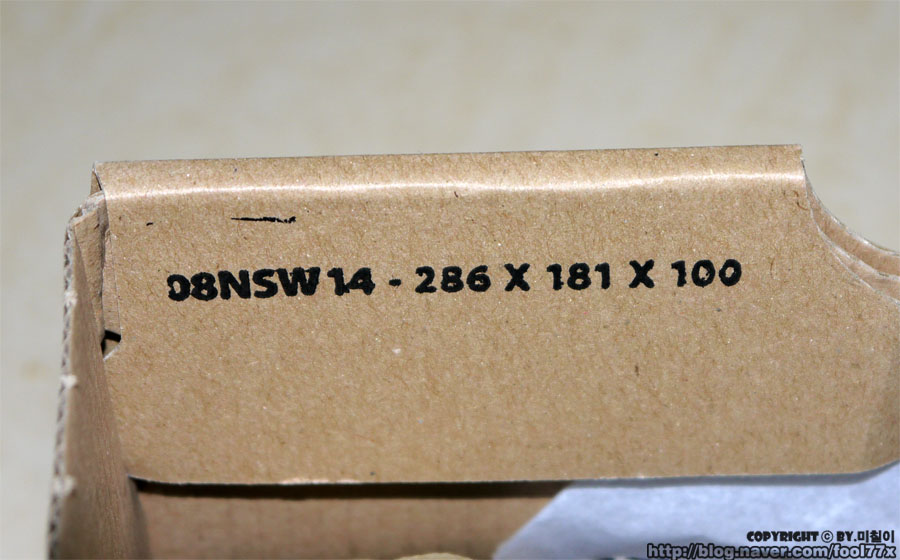 08NSW14 - 286 X 181 X 100
COPYRIGHT © BY.미칠이
http://blog.naver.com/fool77x